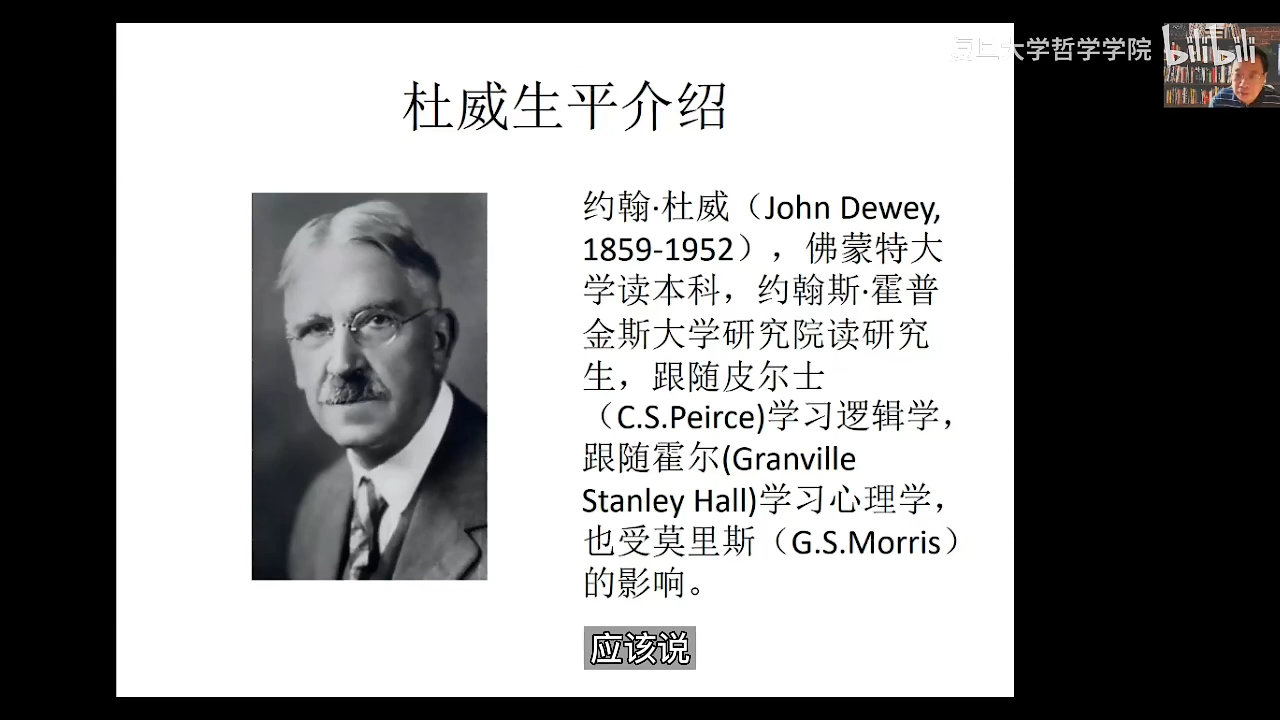 大学哲学学院
bilibili
杜威生平介绍
约翰·杜威（John Dewey,
1859-1952），佛蒙特大
学读本科，约翰斯·霍普
金斯大学研究院读研究
生，跟随皮尔士
（C.S.Peirce)学习逻辑学，
跟随霍尔(Granville
Stanley Hall)学习心理学，
也受莫里斯（G.S.Morris）
的影响。
应该说